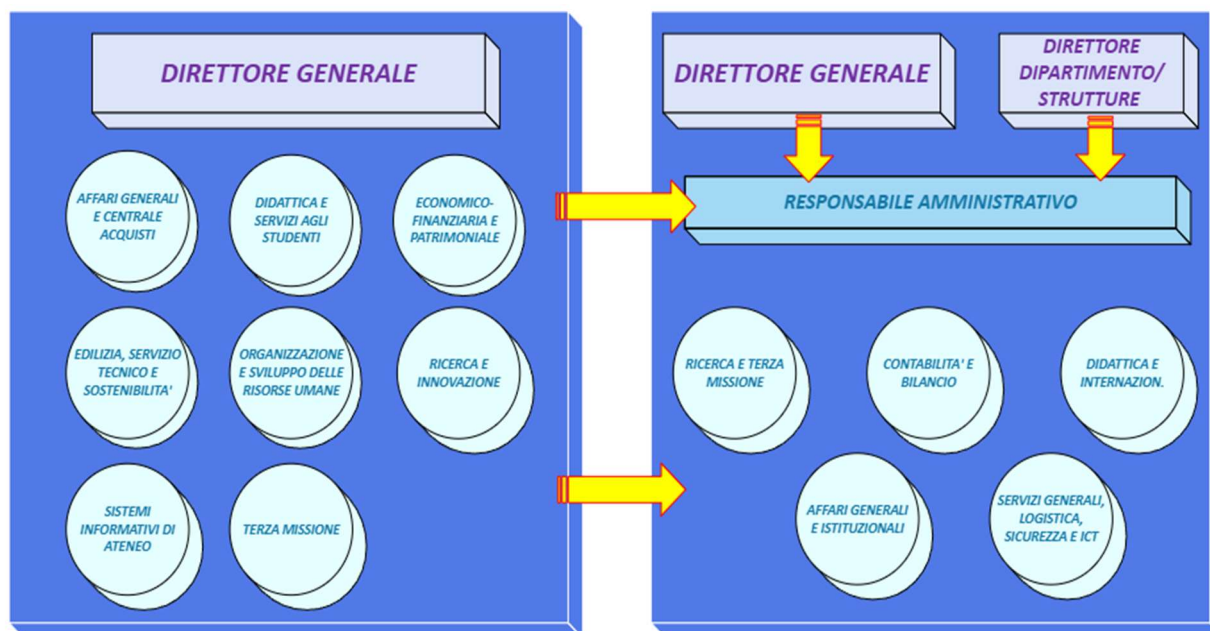 DIRETTORE GENERALE
AFFARI GENERALI
E CENTRALE
ACQUISTI
DIDATTICA E
SERVIZI AGLI
STUDENTI
ECONOMICO-
FINANZIARIA E
PATRIMONIALE
EDILIZIA, SERVIZIO
TECNICO E
SOSTENIBILITA'
ORGANIZZAZIONE
E SVILUPPO DELLE
RISORSE UMANE
RICERCA E
INNOVAZIONE
SISTEMI
INFORMATIVI DI
ATENEO
TERZA MISSIONE
DIRETTORE GENERALE
DIRETTORE
DIPARTIMENTO/
STRUTTURE
RESPONSABILE AMMINISTRATIVO
RICERCA E TERZA
MISSIONE
CONTABILITA' E
BILANCIO
DIDATTICA E
INTERNAZION.
AFFARI GENERALI
E ISTITUZIONALI
SERVIZI GENERALI,
LOGISTICA,
SICUREZZA E ICT